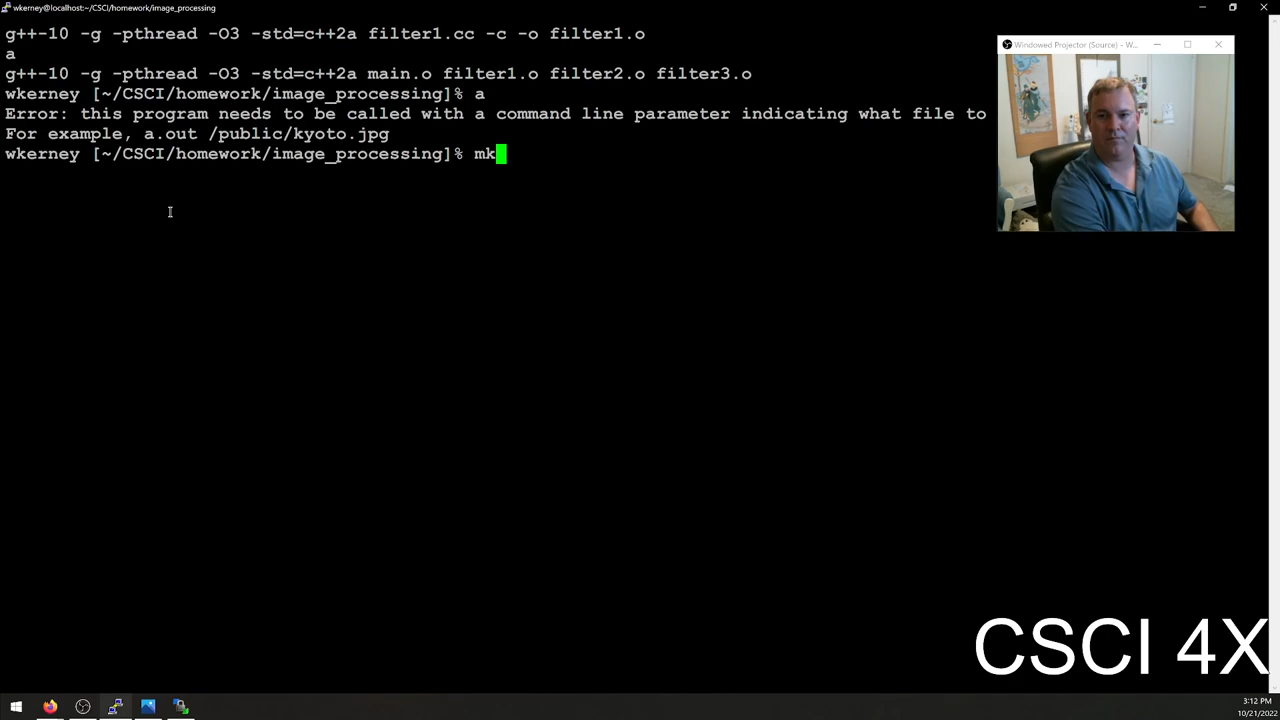 wkerney@localhost:~/CSCI/homework/image_processing
g++-10 -g -pthread -O3 -std=c++2a filter1.cc -c -o filter1.o
a
g++-10 -g -pthread -O3 -std=c++2a main.o filter1.o filter2.o filter3.o
wkerney [~/CSCI/homework/image_processing]% a
Error: this program needs to be called with a command line parameter indicating what file to
For example, a.out /public/kyoto.jpg
wkerney [~/CSCI/homework/image_processing]% mk
Windowed Projector (Source) - W...
CSCI 4X
3:12 PM
10/21/2022